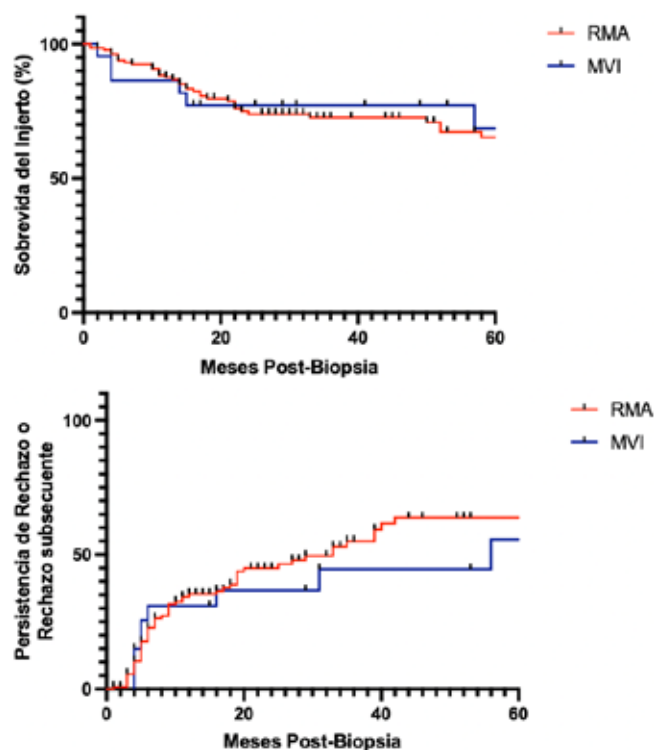 RMA
MVI
100
50
0
0 20 40 60
Sobrevida del Injerto (%)
Meses Post-Biopsia
RMA
MVI
100
50
0
0 20 40 60
Persistencia de Rechazo o
Rechazo subsecuente
Meses Post-Biopsia